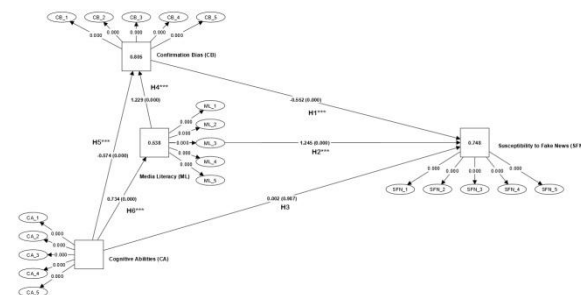 CB_1
CB_2
CB_3
CB_4
CB_5
0.000
0.000
0.000
0.000
0.000
Confirmation Bias (CB)
H4***
1.229 (0.000)
-0.552 (0.000)
H1***
H5***
-0.574 (0.000)
ML_1
ML_2
ML_3
ML_4
ML_5
0.000
0.000
0.000
0.000
0.000
0.538
Media Literacy (ML)
1.245 (0.000)
H2***
0.746
Susceptibility to Fake News (SFN
0.734 (0.000)
H6***
0.002 (0.967)
H3
0.000
0.000
0.000
0.000
0.000
SFN_1
SFN_2
SFN_3
SFN_4
SFN_5
CA_1
CA_2
CA_3
CA_4
CA_5
0.000
0.000
0.000
0.000
0.000
Cognitive Abilities (CA)